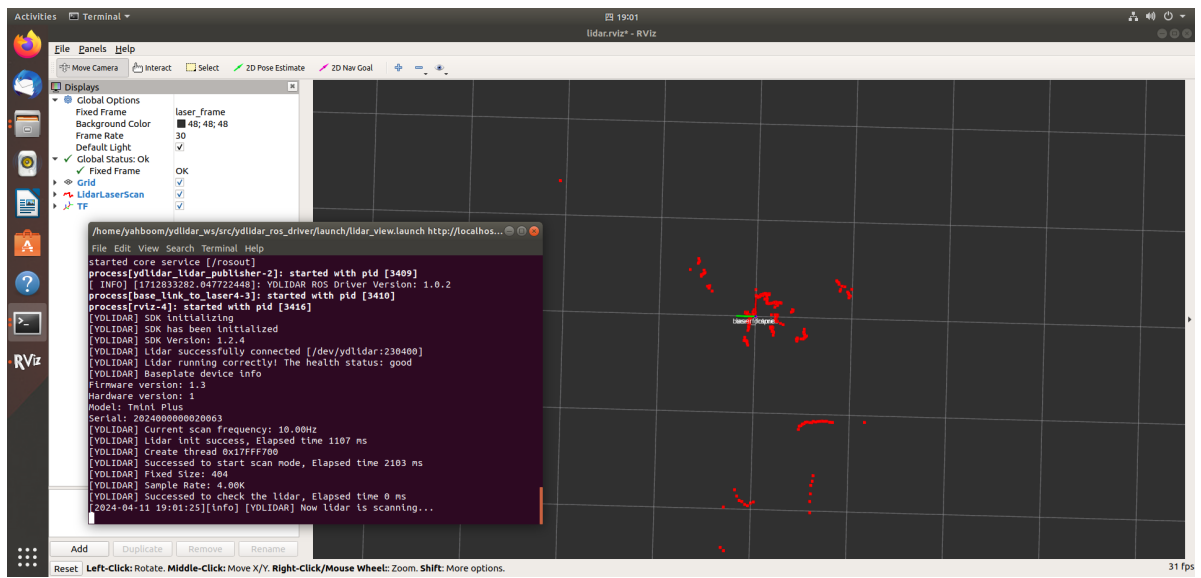 Activities Terminal 19:01
lidar.rviz* - RViz
File Panels Help
Move Camera Interact Select 2D Pose Estimate 2D Nav Goal
Displays
Global Options
Fixed Frame laser_frame
Background Color 48; 48; 48
Frame Rate 30
Default Light
Global Status: Ok
Fixed Frame OK
Grid
LidarLaserScan
TF
/home/yahboom/ydlidar_ws/src/ydlidar_ros_driver/launch/lidar_view.launch http://localhos...
File Edit View Search Terminal Help
started core service [/rosout]
process[ydlidar_lidar_publisher-2]: started with pid [3409]
[ INFO] [1712833282.047722448]: YDLIDAR ROS Driver Version: 1.0.2
process[base_link_to_laser4-3]: started with pid [3410]
process[rviz-4]: started with pid [3416]
[YDLIDAR] SDK initializing
[YDLIDAR] SDK has been initialized
[YDLIDAR] SDK Version: 1.2.4
[YDLIDAR] Lidar successfully connected [/dev/ydlidar:230400]
[YDLIDAR] Lidar running correctly! The health status: good
[YDLIDAR] Baseplate device info
Firmware version: 1.3
Hardware version: 1
Model: Tmini Plus
Serial: 2024000000020063
[YDLIDAR] Current scan frequency: 10.00Hz
[YDLIDAR] Lidar init success, Elapsed time 1107 ms
[YDLIDAR] Create thread 0x17FFF700
[YDLIDAR] Successed to start scan mode, Elapsed time 2103 ms
[YDLIDAR] Fixed Size: 404
[YDLIDAR] Sample Rate: 4.00K
[YDLIDAR] Successed to check the lidar, Elapsed time 0 ms
[2024-04-11 19:01:25][info] [YDLIDAR] Now lidar is scanning...
RViz
Add Duplicate Remove Rename
Reset Left-Click: Rotate. Middle-Click: Move X/Y. Right-Click/Mouse Wheel:: Zoom. Shift: More options. 31 fps